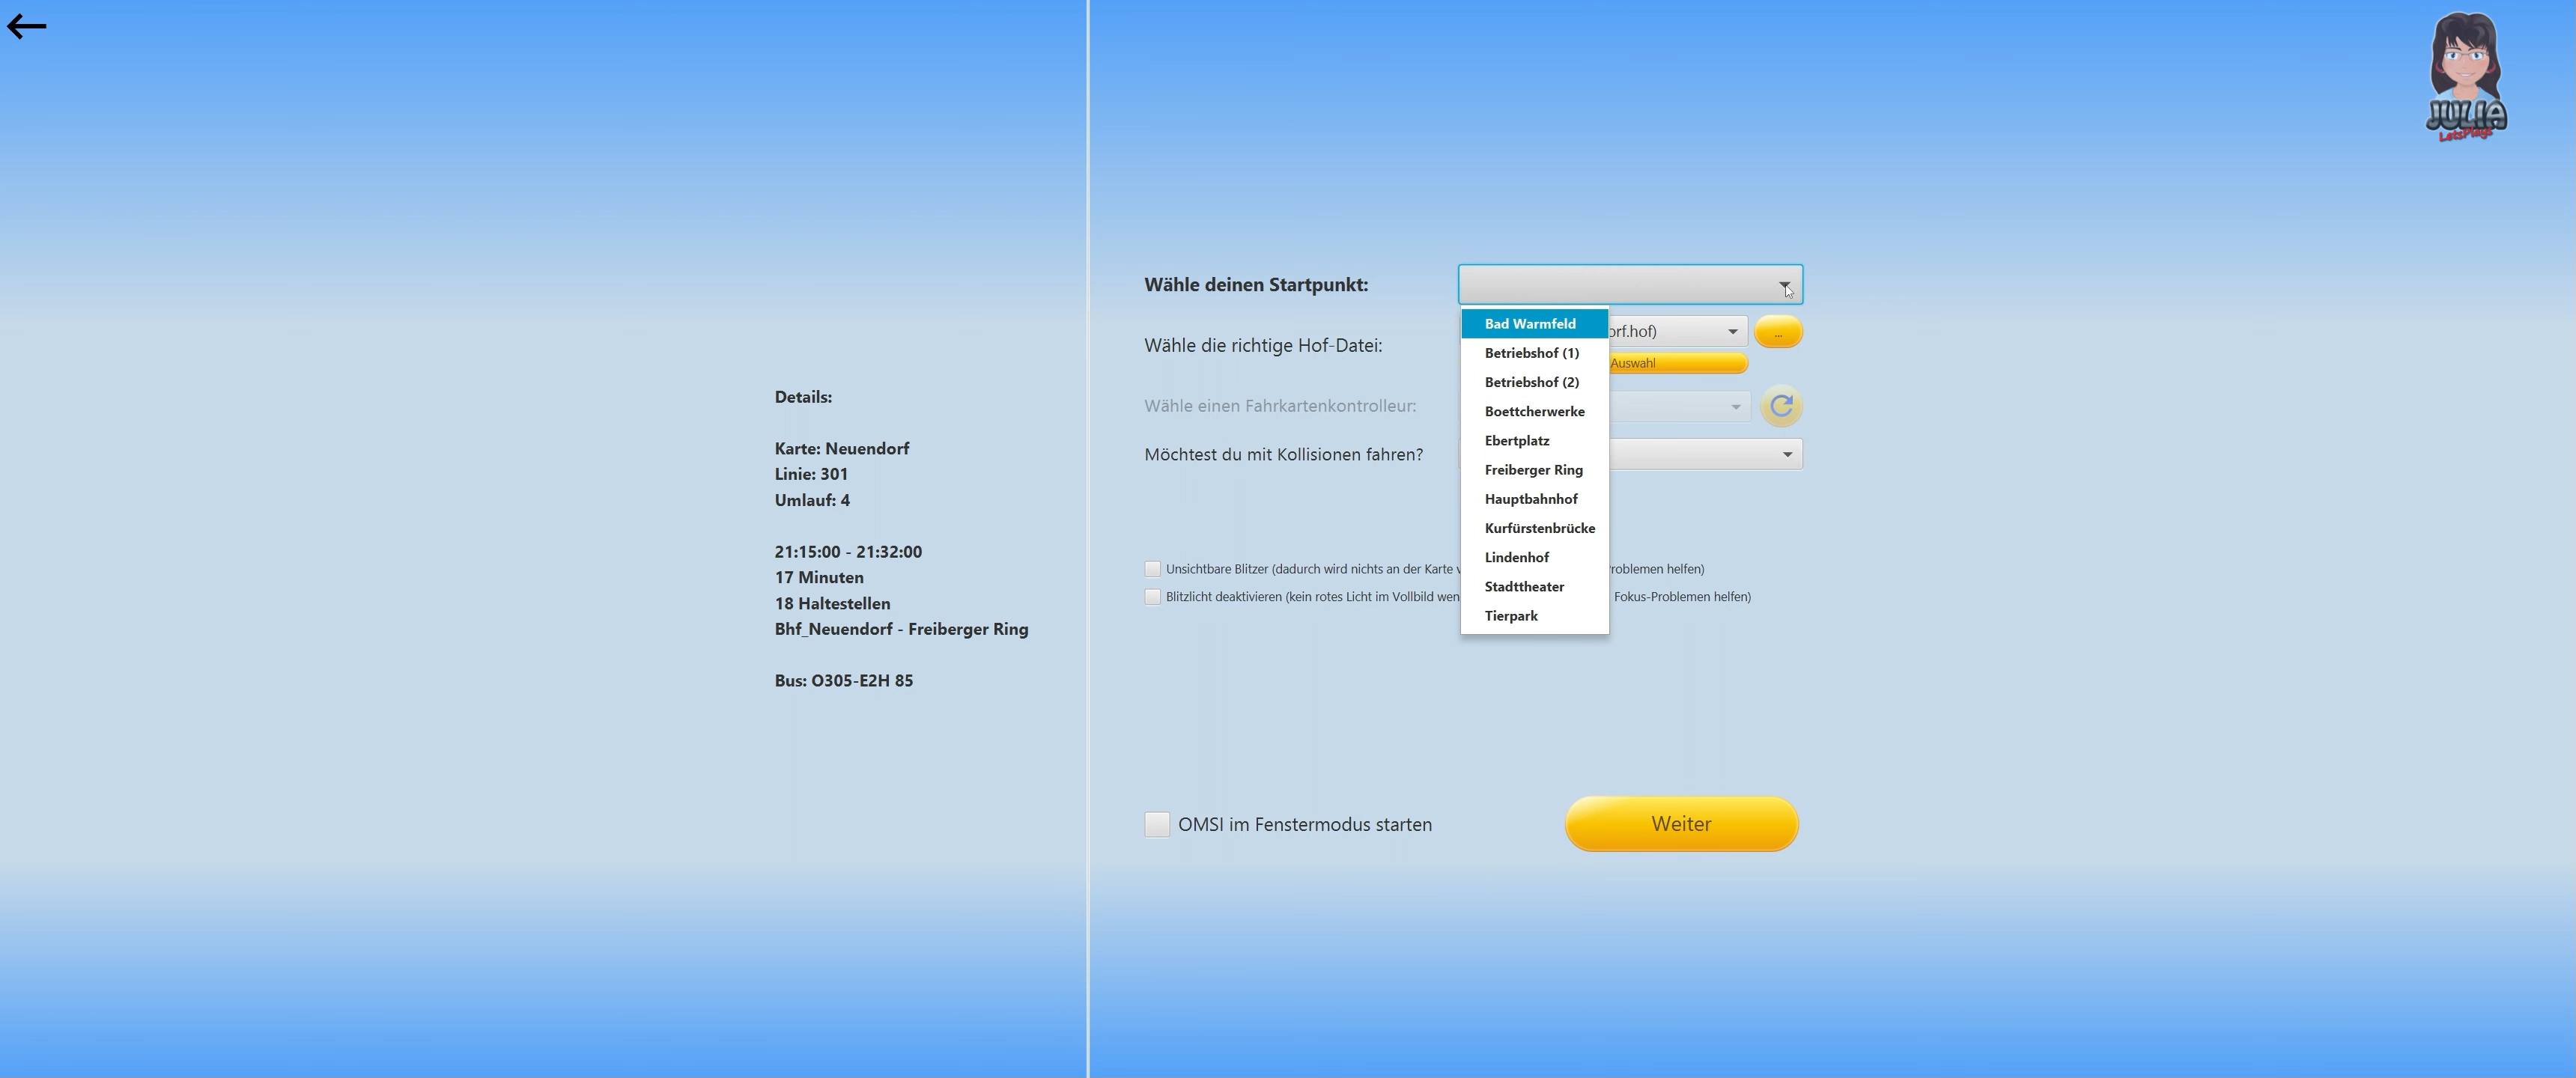 JULIA
LetsPlays
Details:
Karte: Neuendorf
Linie: 301
Umlauf: 4
21:15:00 - 21:32:00
17 Minuten
18 Haltestellen
Bhf_Neuendorf - Freiberger Ring
Bus: O305-E2H 85
Wähle deinen Startpunkt:
Bad Warmfeld
Betriebshof (1)
Betriebshof (2)
Boettcherwerke
Ebertplatz
Freiberger Ring
Hauptbahnhof
Kurfürstenbrücke
Lindenhof
Stadttheater
Tierpark
Wähle die richtige Hof-Datei:
orf.hof)
...
Auswahl
Wähle einen Fahrkartenkontrolleur:
Möchtest du mit Kollisionen fahren?
Unsichtbare Blitzer (dadurch wird nichts an der Karte roblemen helfen)
Blitzlicht deaktivieren (kein rotes Licht im Vollbild wen Fokus-Problemen helfen)
OMSI im Fenstermodus starten
Weiter